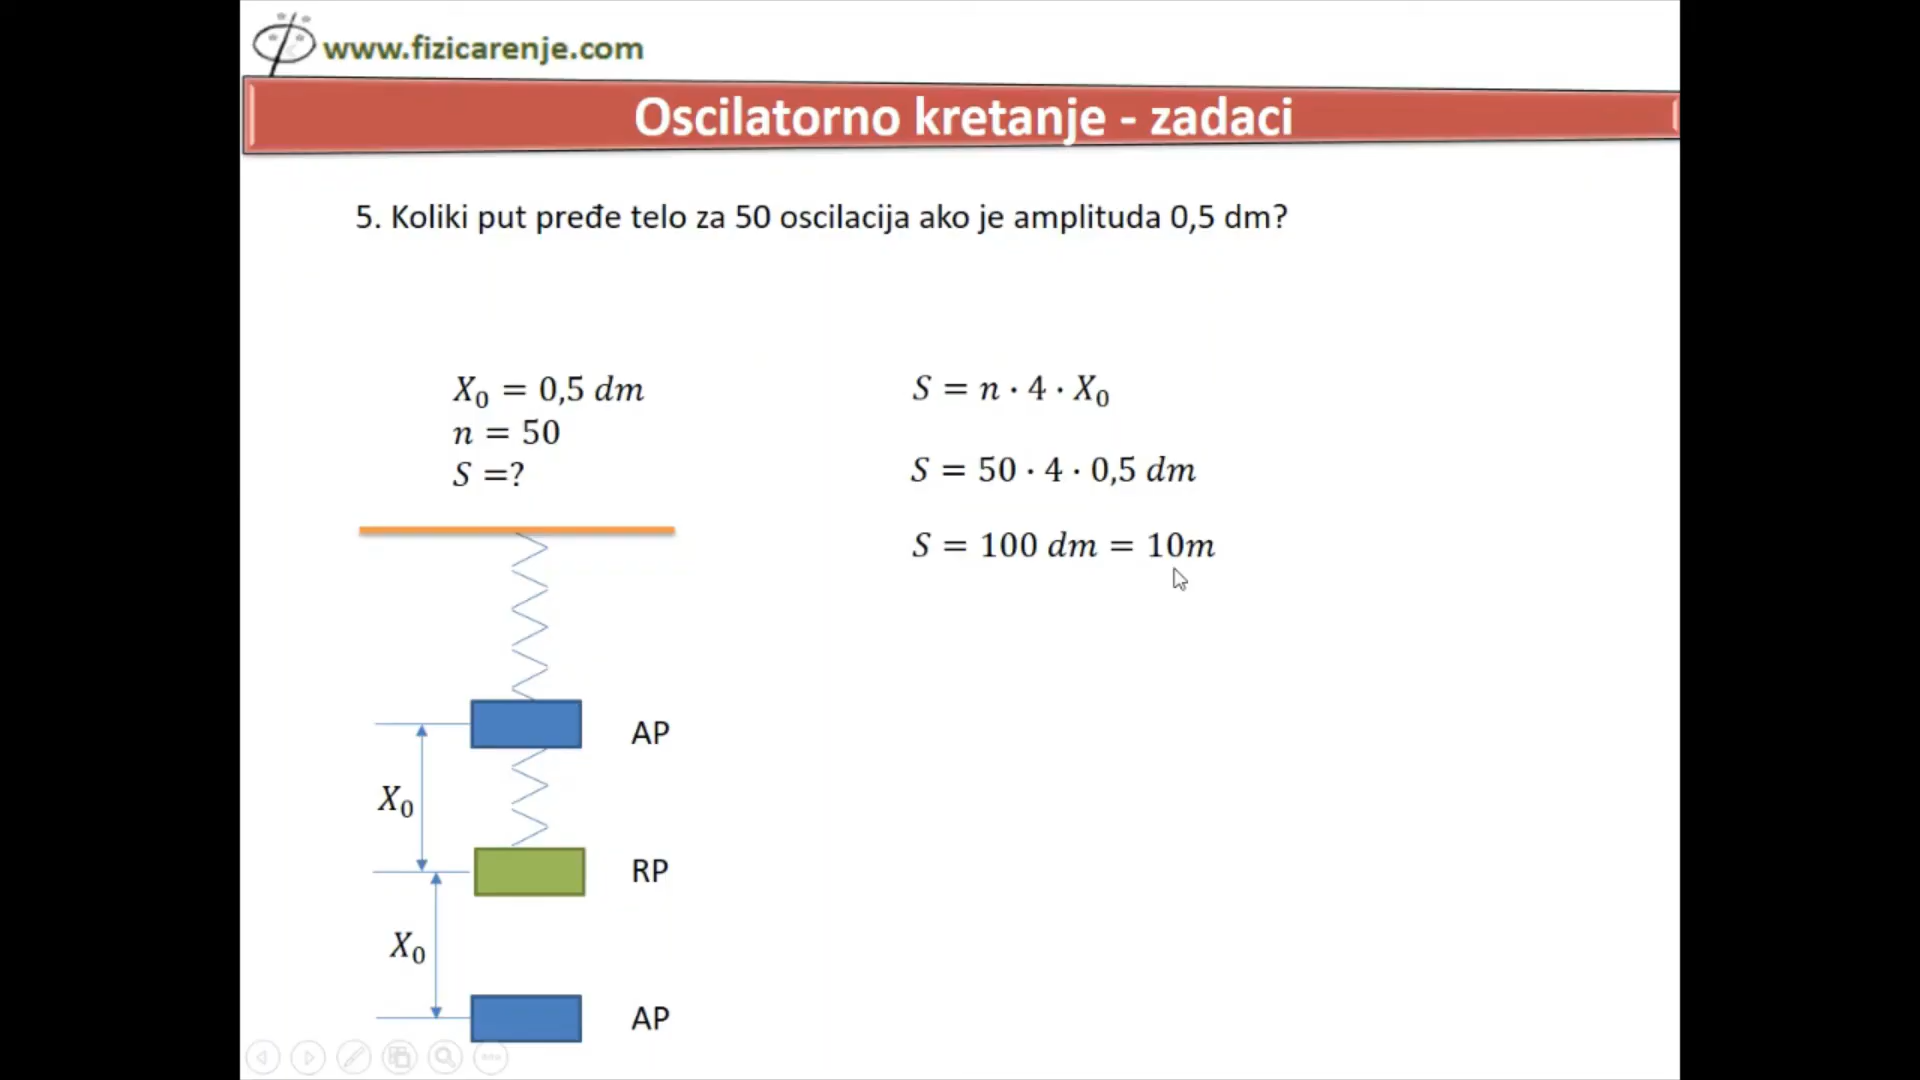 www.fizicarenje.com
Oscilatorno kretanje - zadaci
5. Koliki put pređe telo za 50 oscilacija ako je amplituda 0,5 dm?
X₀ = 0,5 dm
n = 50
S =?
S = n · 4 · X₀
S = 50 · 4 · 0,5 dm
S = 100 dm = 10m
AP
X₀
RP
X₀
AP